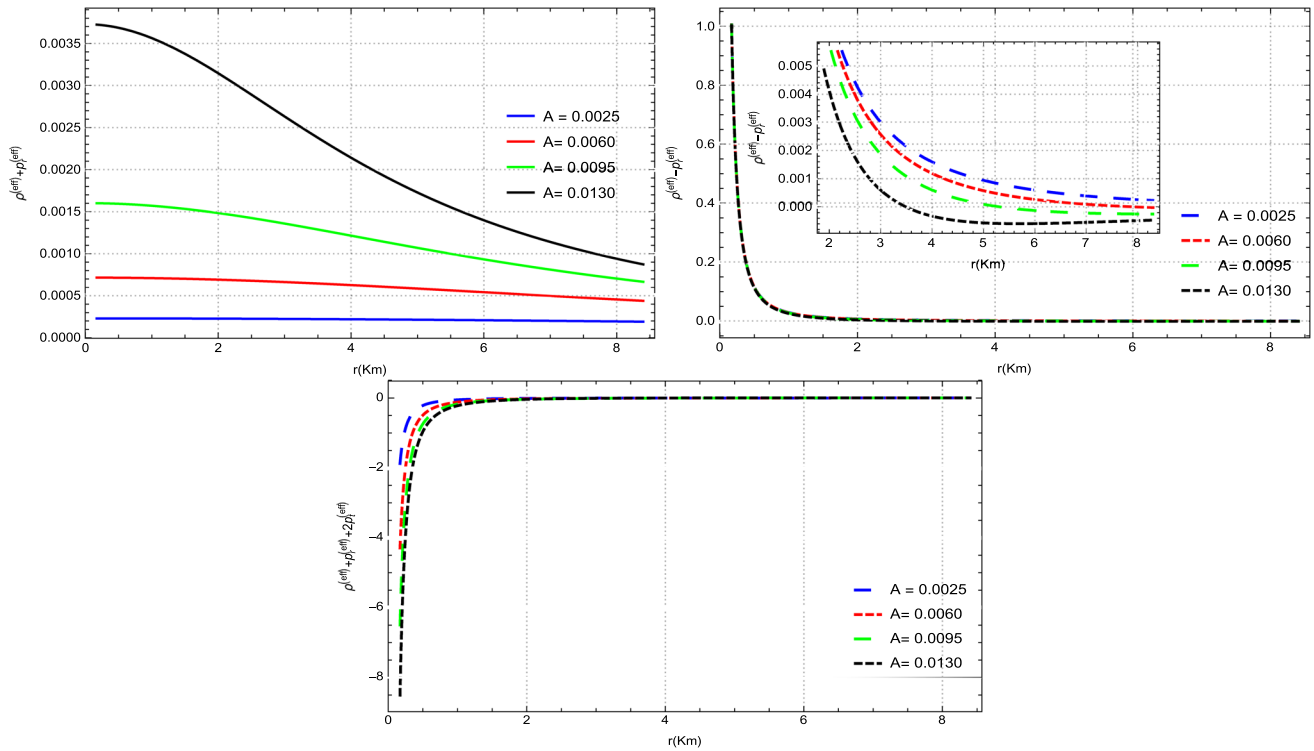 ρ^(eff)+p_r^(eff)
0.0035
0.0030
0.0025
0.0020
0.0015
0.0010
0.0005
0.0000
0
2
4
6
8
r(Km)
A = 0.0025
A= 0.0060
A= 0.0095
A= 0.0130
ρ^(eff)-p_r^(eff)
1.0
0.8
0.6
0.4
0.2
0.0
0
2
4
6
8
r(Km)
ρ^(eff)-p_r^(eff)
0.005
0.004
0.003
0.002
0.001
0.000
2
3
4
5
6
7
8
r(Km)
A = 0.0025
A= 0.0060
A= 0.0095
A= 0.0130
ρ^(eff)+p_r^(eff)+2p_t^(eff)
0
−2
−4
−6
−8
0
2
4
6
8
r(Km)
A = 0.0025
A= 0.0060
A= 0.0095
A= 0.0130